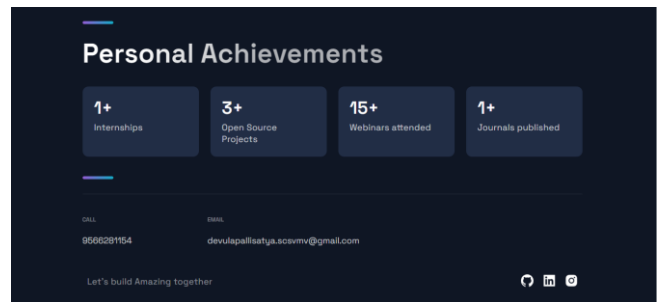 Personal Achievements
1+
Internships
3+
Open Source
Projects
15+
Webinars attended
1+
Journals published
CALL
EMAIL
9566281154
devulapallisatya.scsvmv@gmail.com
Let's build Amazing together
in